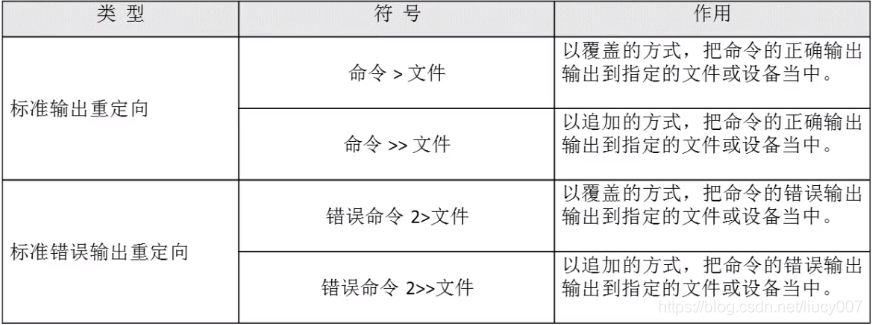 类 型
符 号
作用
标准输出重定向
命令 > 文件
以覆盖的方式，把命令的正确输出
输出到指定的文件或设备当中。
命令 >> 文件
以追加的方式，把命令的正确输出
输出到指定的文件或设备当中。
标准错误输出重定向
错误命令 2>文件
以覆盖的方式，把命令的错误输出
输出到指定的文件或设备当中。
错误命令 2>>文件
以追加的方式，把命令的错误输出
输出到指定的文件或设备当中。
https://blog.csdn.net/liucy007